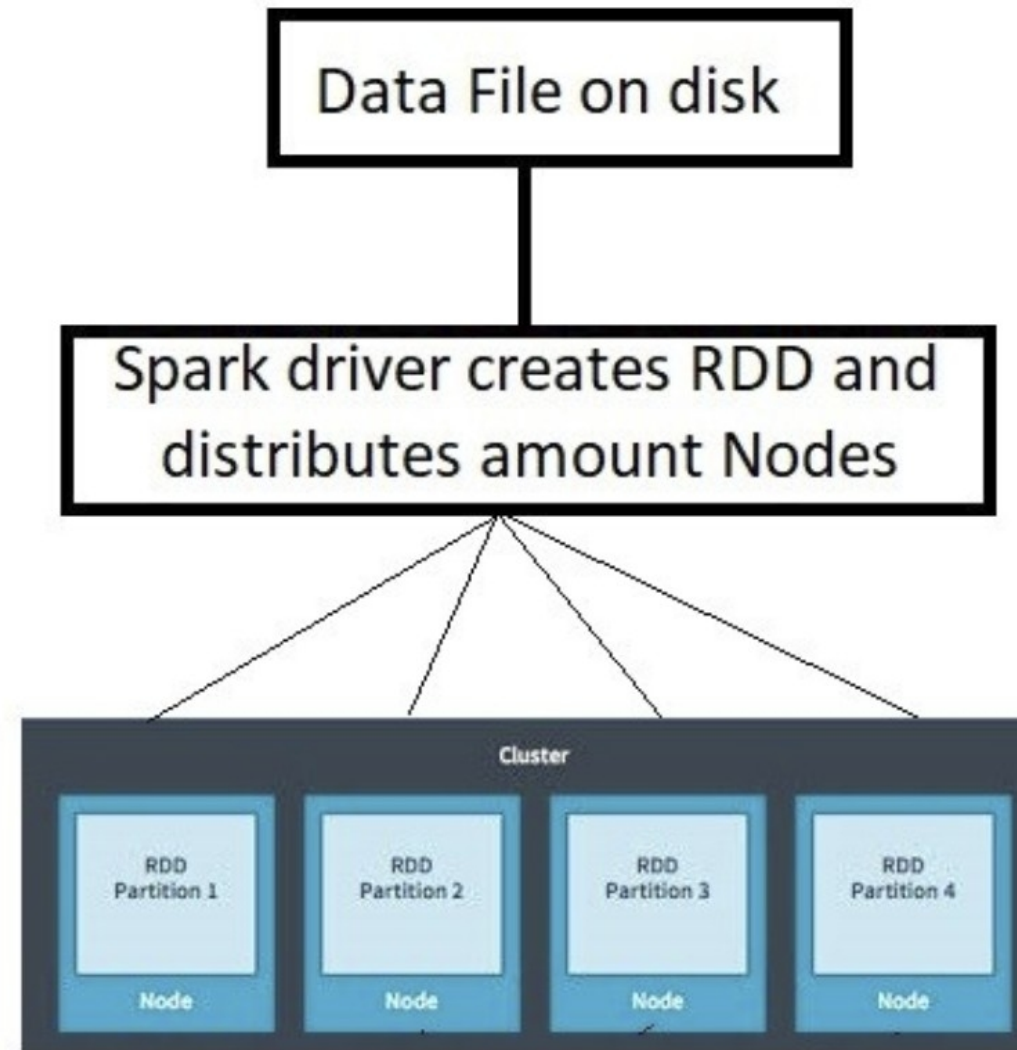 Data File on disk
Spark driver creates RDD and
distributes amount Nodes
Cluster
RDD
Partition 1
Node
RDD
Partition 2
Node
RDD
Partition 3
Node
RDD
Partition 4
Node